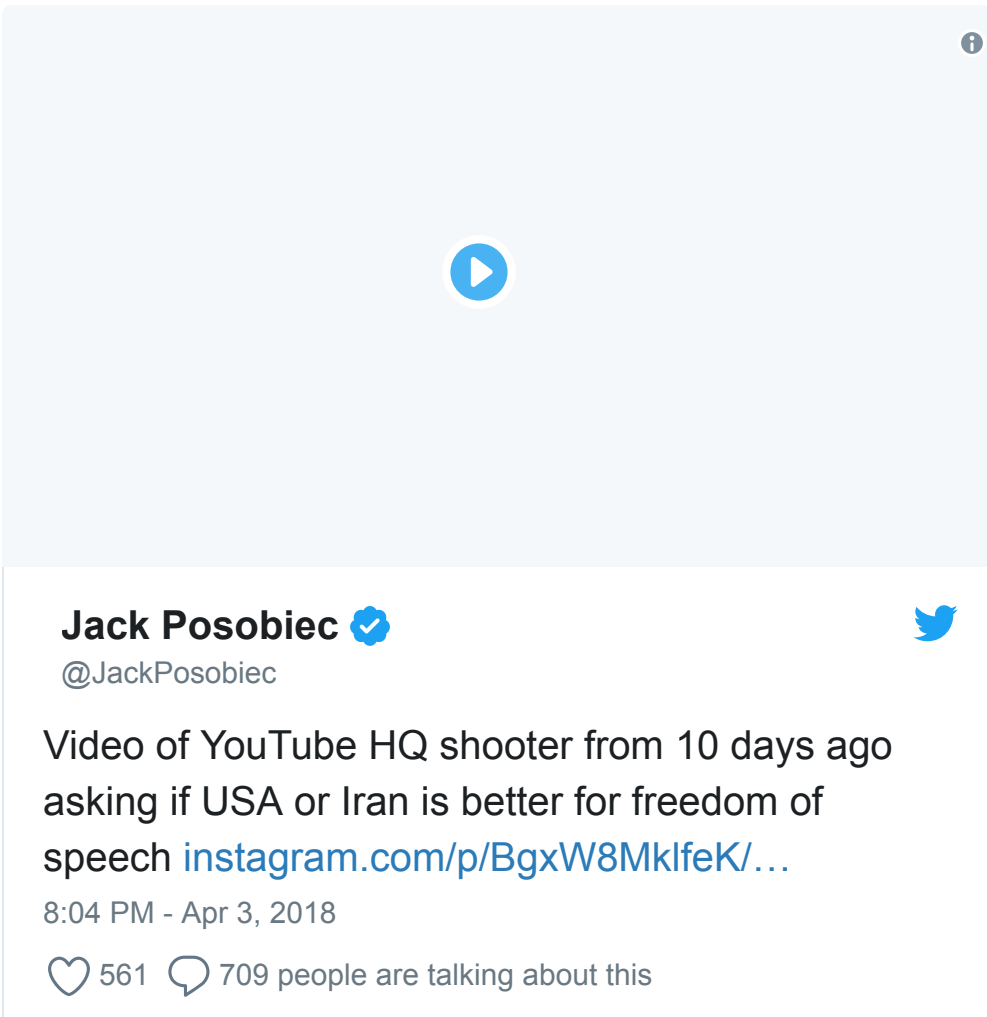 Jack Posobiec
@JackPosobiec
Video of YouTube HQ shooter from 10 days ago
asking if USA or Iran is better for freedom of
speech instagram.com/p/BgxW8MklfeK/…
8:04 PM - Apr 3, 2018
561 709 people are talking about this